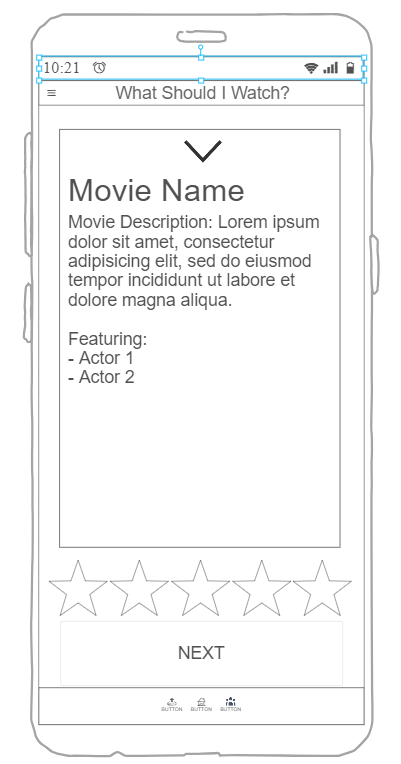 10:21
What Should I Watch?
Movie Name
Movie Description: Lorem ipsum
dolor sit amet, consectetur
adipisicing elit, sed do eiusmod
tempor incididunt ut labore et
dolore magna aliqua.
Featuring:
- Actor 1
- Actor 2
NEXT
BUTTON BUTTON BUTTON